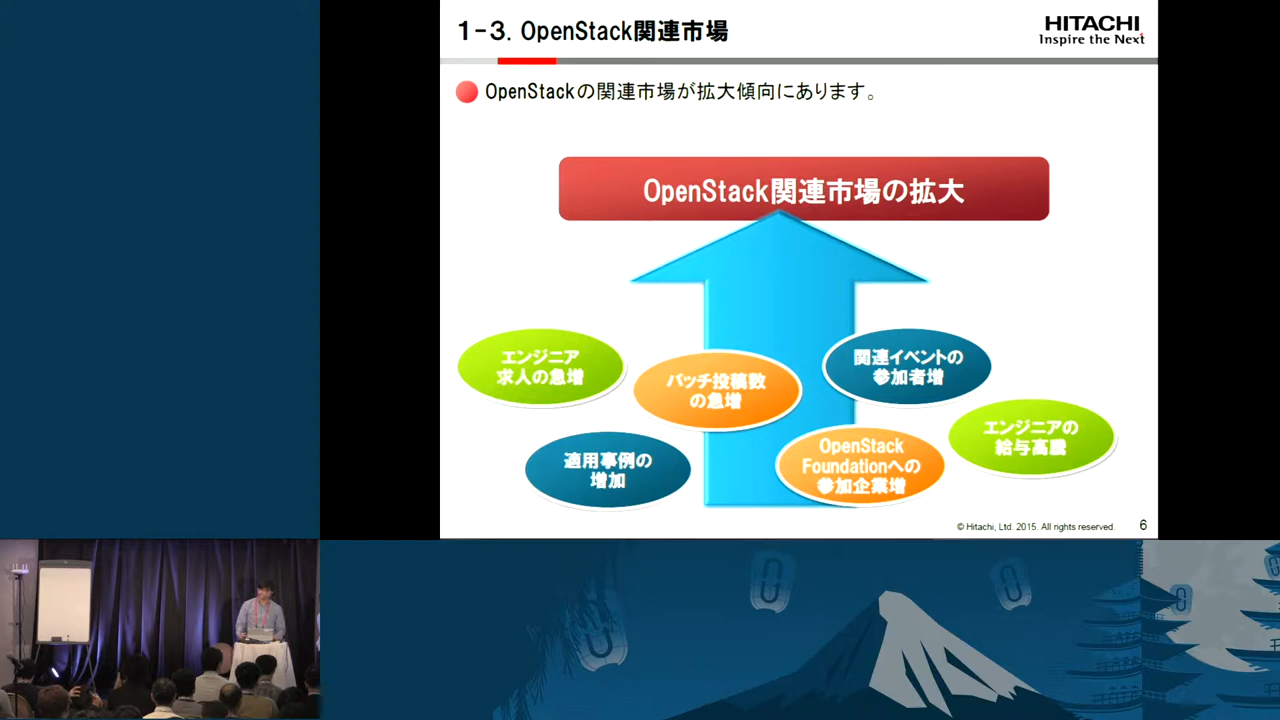 1-3. OpenStack関連市場
HITACHI
Inspire the Next
OpenStackの関連市場が拡大傾向にあります。
OpenStack関連市場の拡大
エンジニア
求人の急増
パッチ投稿数
の急増
関連イベントの
参加者増
適用事例の
増加
OpenStack
Foundationへの
参加企業増
エンジニアの
給与高騰
© Hitachi, Ltd. 2015. All rights reserved.
6